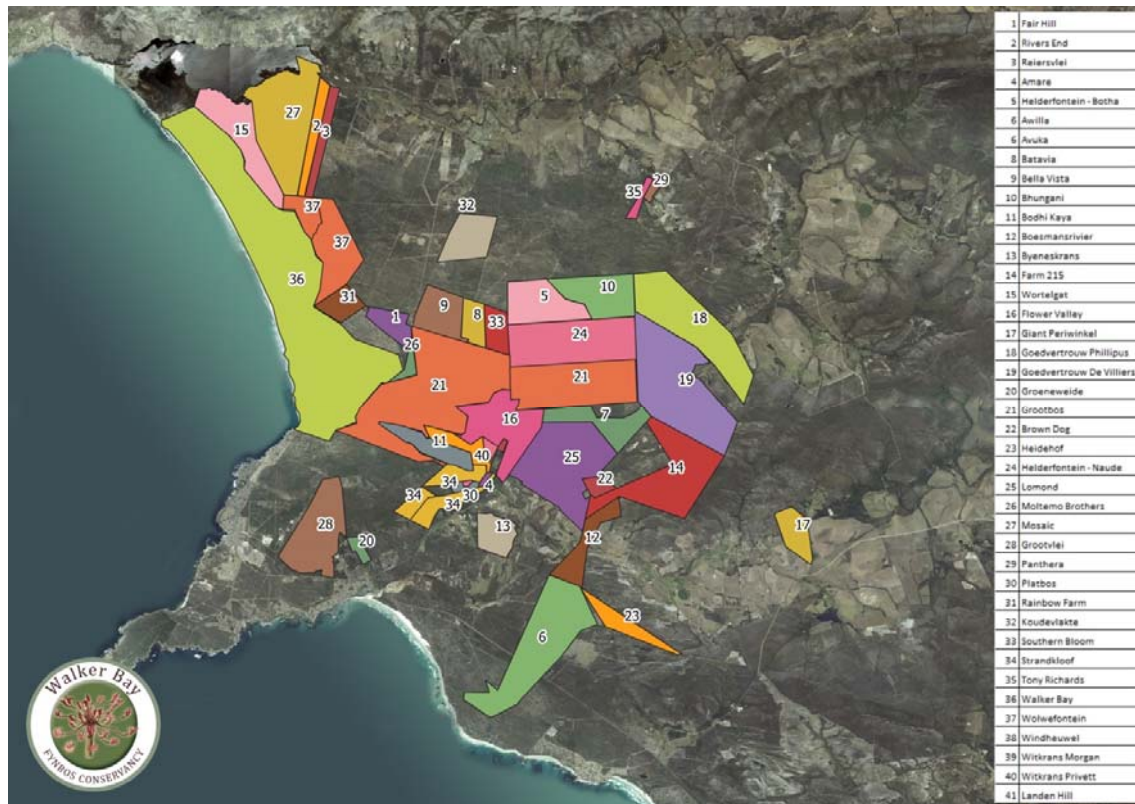 1 Fair Hill
2 Rivers End
3 Reiersvlei
4 Amare
5 Helderfontein - Botha
6 Awilla
6 Avuka
8 Batavia
9 Bella Vista
10 Bhungani
11 Bodhi Kaya
12 Boesmansrivier
13 Byeneskrans
14 Farm 215
15 Wortelgat
16 Flower Valley
17 Giant Periwinkel
18 Goedvertrouw Phillipus
19 Goedvertrouw De Villiers
20 Groeneweide
21 Grootbos
22 Brown Dog
23 Heidehof
24 Helderfontein - Naude
25 Lomond
26 Moltemo Brothers
27 Mosaic
28 Grootvlei
29 Panthera
30 Platbos
31 Rainbow Farm
32 Koudevlakte
33 Southern Bloom
34 Strandkloof
35 Tony Richards
36 Walker Bay
37 Wolwefontein
38 Windheuwel
39 Witkrans Morgan
40 Witkrans Privett
41 Landen Hill
27
2
3
15
29
35
32
37
37
36
31
5
10
9
8
33
1
18
24
26
21
21
19
7
16
11
40
25
14
34
4
22
30
34
34
13
12
28
20
17
23
6
Walker Bay
FYNBOS CONSERVANCY